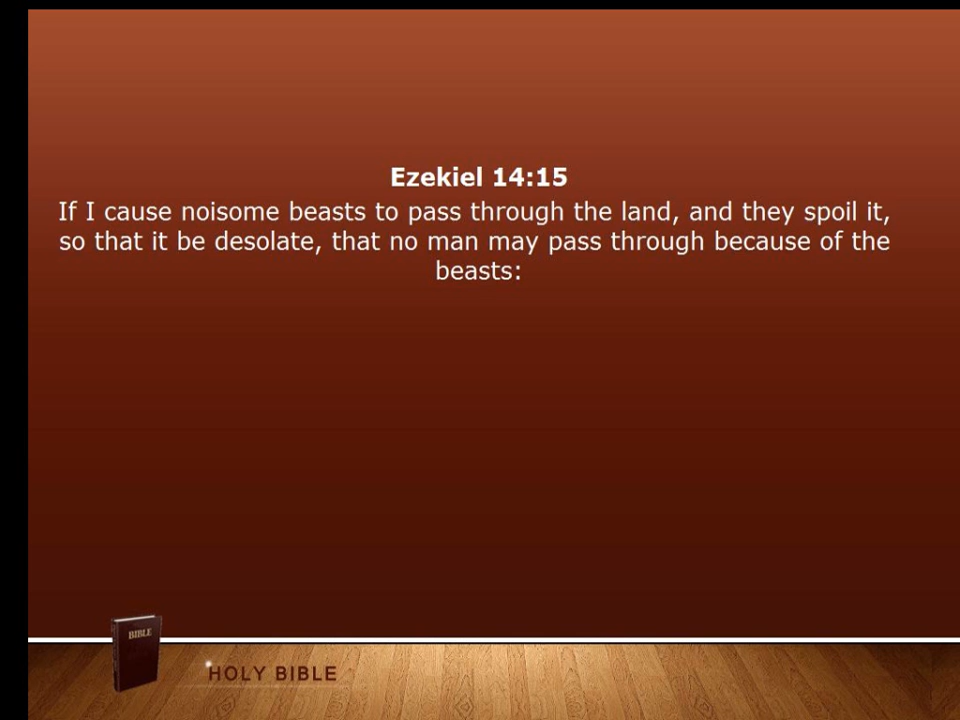 Ezekiel 14:15
If I cause noisome beasts to pass through the land, and they spoil it,
so that it be desolate, that no man may pass through because of the
beasts:
BIBLE
HOLY BIBLE